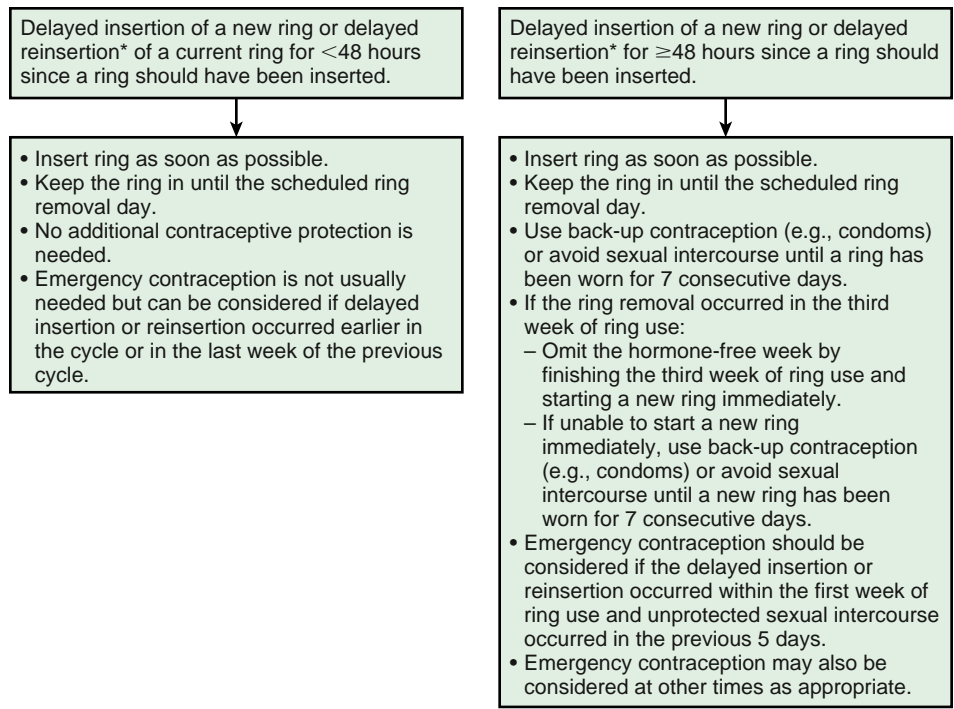 Delayed insertion of a new ring or delayed
reinsertion* of a current ring for <48 hours
since a ring should have been inserted.
• Insert ring as soon as possible.
• Keep the ring in until the scheduled ring
removal day.
• No additional contraceptive protection is
needed.
• Emergency contraception is not usually
needed but can be considered if delayed
insertion or reinsertion occurred earlier in
the cycle or in the last week of the previous
cycle.
Delayed insertion of a new ring or delayed
reinsertion* for ≥48 hours since a ring should
have been inserted.
• Insert ring as soon as possible.
• Keep the ring in until the scheduled ring
removal day.
• Use back-up contraception (e.g., condoms)
or avoid sexual intercourse until a ring has
been worn for 7 consecutive days.
• If the ring removal occurred in the third
week of ring use:
– Omit the hormone-free week by
finishing the third week of ring use and
starting a new ring immediately.
– If unable to start a new ring
immediately, use back-up contraception
(e.g., condoms) or avoid sexual
intercourse until a new ring has been
worn for 7 consecutive days.
• Emergency contraception should be
considered if the delayed insertion or
reinsertion occurred within the first week of
ring use and unprotected sexual intercourse
occurred in the previous 5 days.
• Emergency contraception may also be
considered at other times as appropriate.